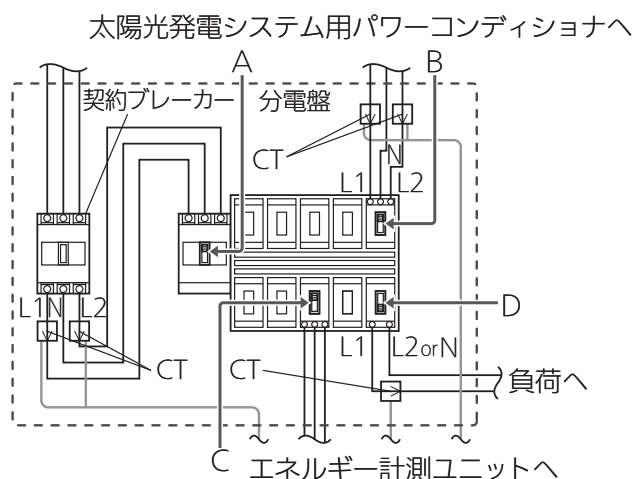 太陽光発電システム用パワーコンディショナへ
A
B
契約ブレーカー
分電盤
CT
N
L1
L2
L1
N
L2
D
CT
CT
L1
L2orN
負荷へ
C
エネルギー計測ユニットへ